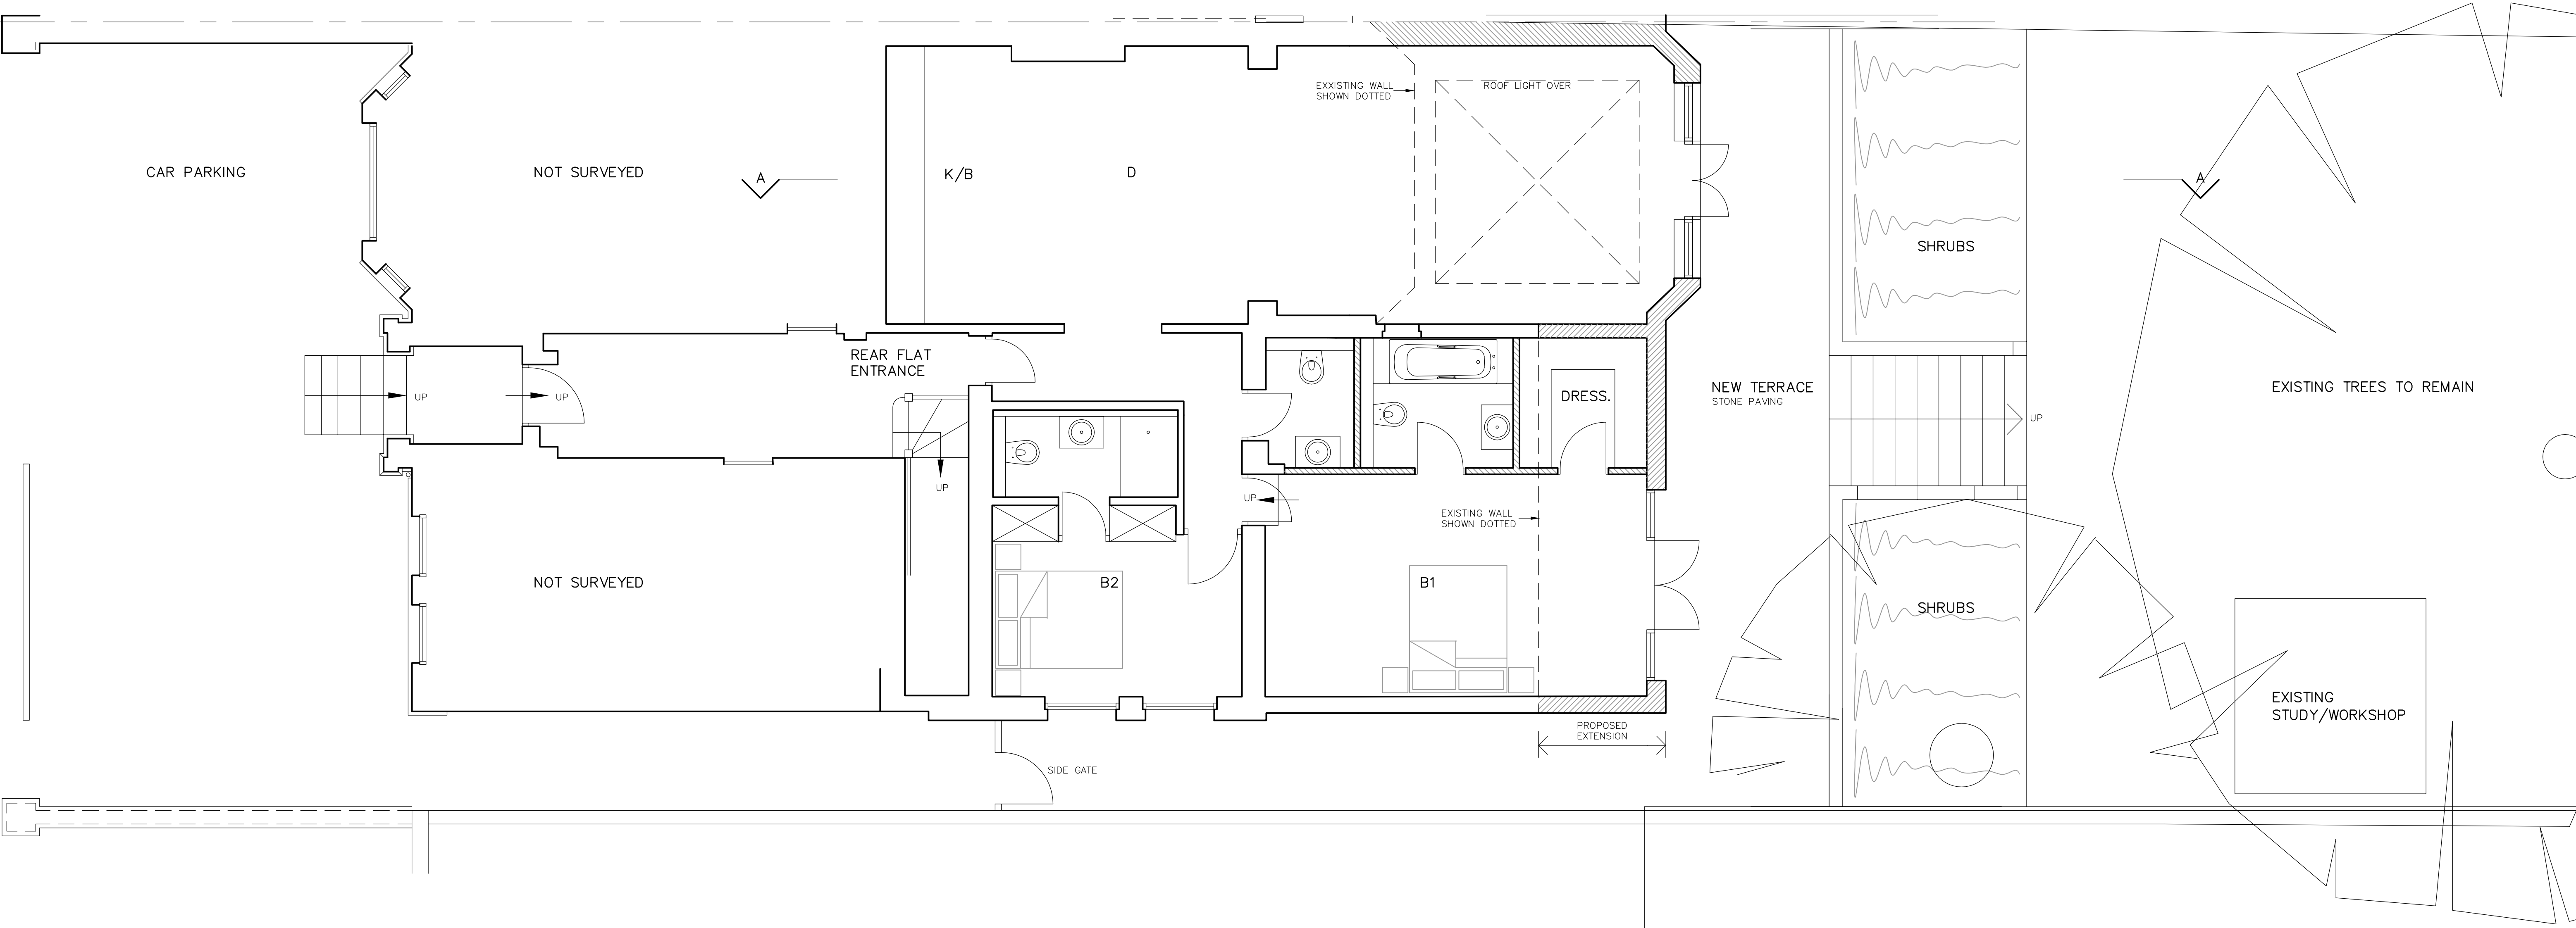 EXXISTING WALL
SHOWN DOTTED
ROOF LIGHT OVER
CAR PARKING
NOT SURVEYED
A
K/B
D
A
SHRUBS
REAR FLAT
ENTRANCE
UP
UP
DRESS.
NEW TERRACE
STONE PAVING
UP
EXISTING TREES TO REMAIN
UP
UP
EXISTING WALL
SHOWN DOTTED
NOT SURVEYED
B2
B1
SHRUBS
EXISTING
STUDY/WORKSHOP
PROPOSED
EXTENSION
SIDE GATE